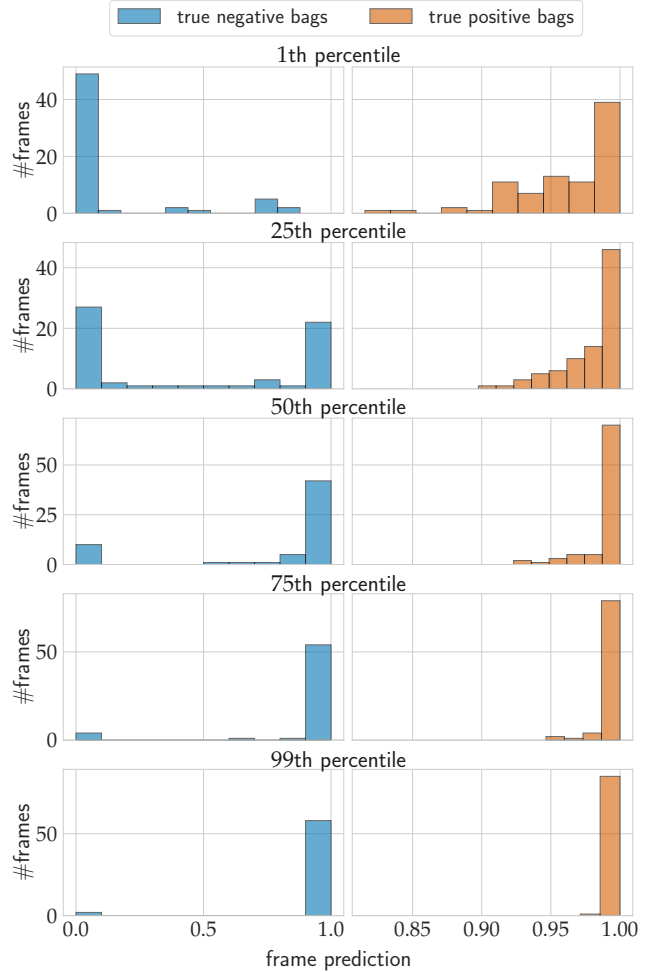 true negative bags true positive bags
1th percentile
40
20
0
#frames
25th percentile
40
20
0
#frames
50th percentile
50
25
0
#frames
75th percentile
50
0
#frames
99th percentile
50
0
#frames
0.0 0.5 1.0 0.85 0.90 0.95 1.00
frame prediction